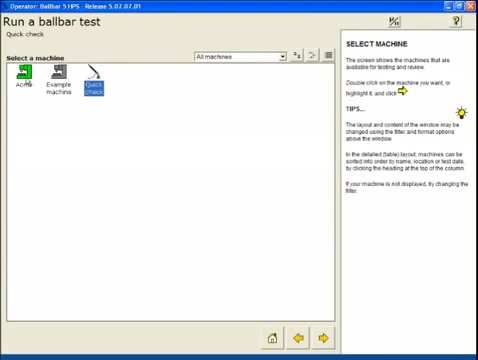 Operator: Ballbar 5 HPS - Release 5.07.07.01
Run a ballbar test
Quick check
Select a machine
All machines
Acme
Example machine
Quick check
SELECT MACHINE
The screen shows the machines that are
available for testing and review.
Double click on the machine you want, or
highlight it, and click
TIPS...
The layout and content of the window may be
changed using the filter and format options
above the window.
In the detailed (table) layout, machines can be
sorted into order by name, location or test date,
by clicking the heading at the top of the column.
If your machine is not displayed, try changing the
filter.